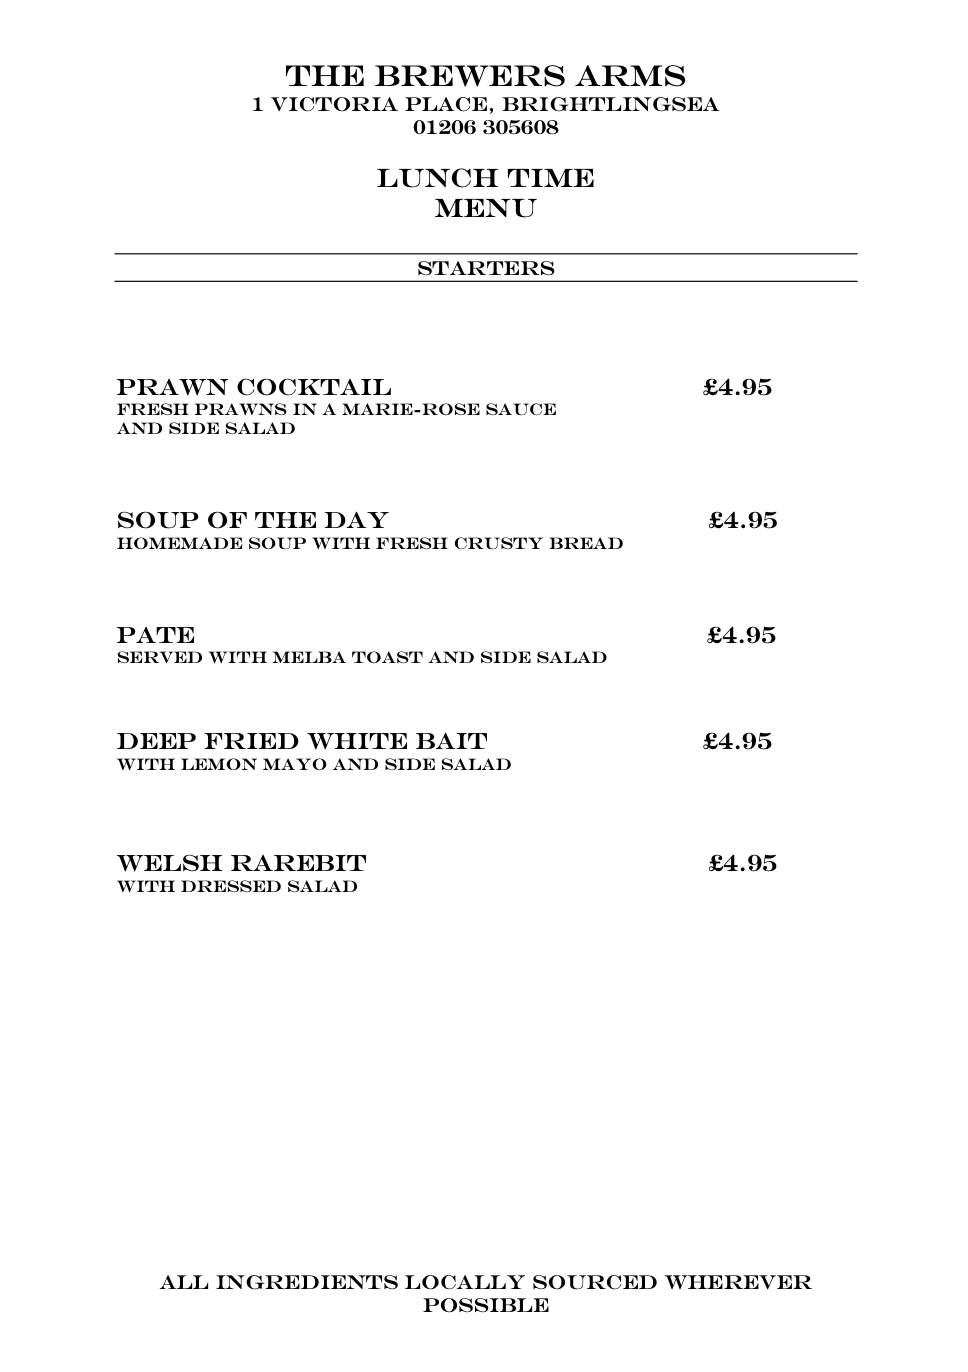 THE BREWERS ARMS
1 VICTORIA PLACE, BRIGHTLINGSEA
01206 305608
LUNCH TIME
MENU
STARTERS
PRAWN COCKTAIL £4.95
FRESH PRAWNS IN A MARIE-ROSE SAUCE
AND SIDE SALAD
SOUP OF THE DAY £4.95
HOMEMADE SOUP WITH FRESH CRUSTY BREAD
PATE £4.95
SERVED WITH MELBA TOAST AND SIDE SALAD
DEEP FRIED WHITE BAIT £4.95
WITH LEMON MAYO AND SIDE SALAD
WELSH RAREBIT £4.95
WITH DRESSED SALAD
ALL INGREDIENTS LOCALLY SOURCED WHEREVER
POSSIBLE